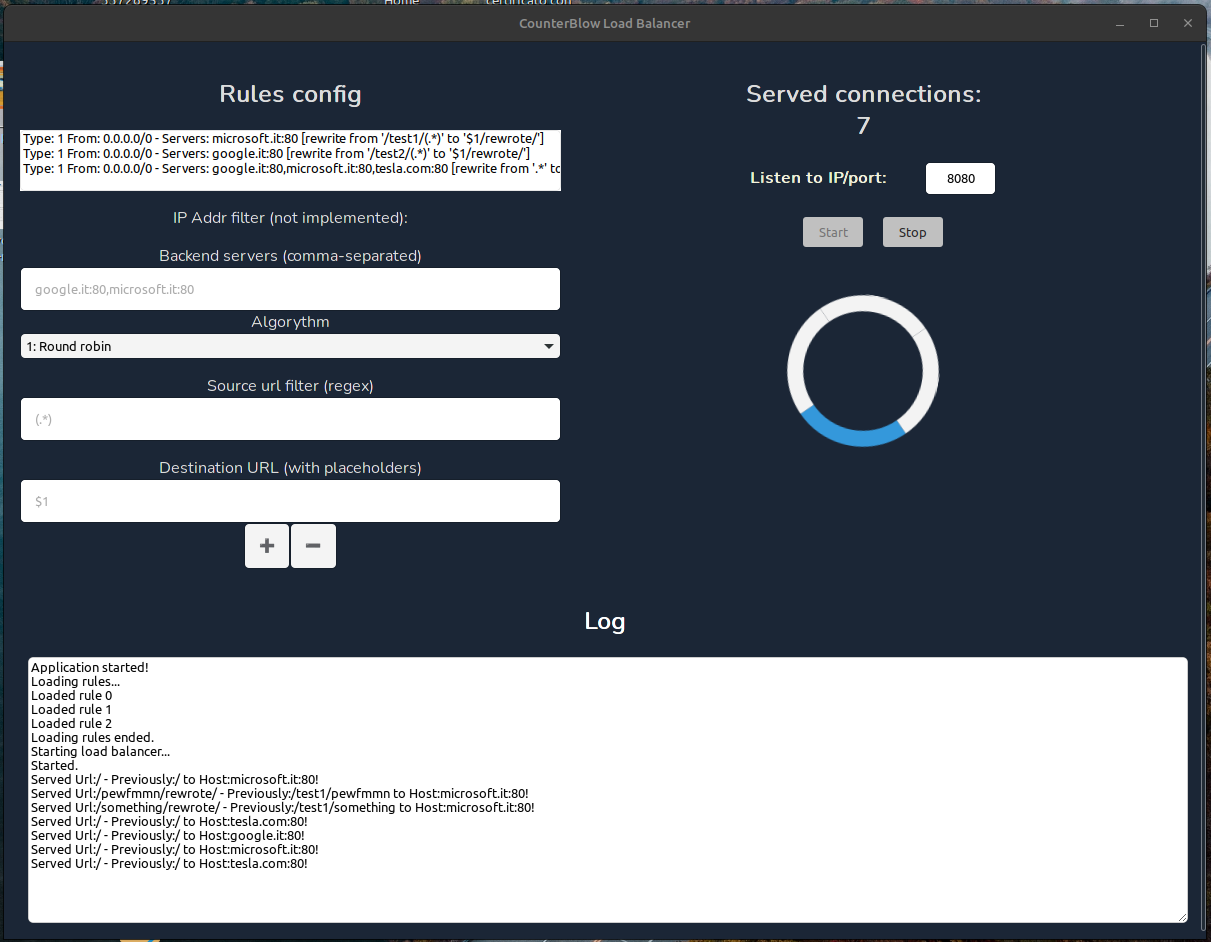 CounterBlow Load Balancer
Rules config
Type: 1 From: 0.0.0.0/0 - Servers: microsoft.it:80 [rewrite from '/test1/(.*)' to '$1/rewrote/']
Type: 1 From: 0.0.0.0/0 - Servers: google.it:80 [rewrite from '/test2/(.*)' to '$1/rewrote/']
Type: 1 From: 0.0.0.0/0 - Servers: google.it:80,microsoft.it:80,tesla.com:80 [rewrite from '.*' to
IP Addr filter (not implemented):
Backend servers (comma-separated)
google.it:80,microsoft.it:80
Algorythm
1: Round robin
Source url filter (regex)
(.*)
Destination URL (with placeholders)
$1
+ −
Served connections:
7
Listen to IP/port: 8080
Start Stop
Log
Application started!
Loading rules...
Loaded rule 0
Loaded rule 1
Loaded rule 2
Loading rules ended.
Starting load balancer...
Started.
Served Url:/ - Previously:/ to Host:microsoft.it:80!
Served Url:/pewfmmn/rewrote/ - Previously:/test1/pewfmmn to Host:microsoft.it:80!
Served Url:/something/rewrote/ - Previously:/test1/something to Host:microsoft.it:80!
Served Url:/ - Previously:/ to Host:tesla.com:80!
Served Url:/ - Previously:/ to Host:google.it:80!
Served Url:/ - Previously:/ to Host:microsoft.it:80!
Served Url:/ - Previously:/ to Host:tesla.com:80!